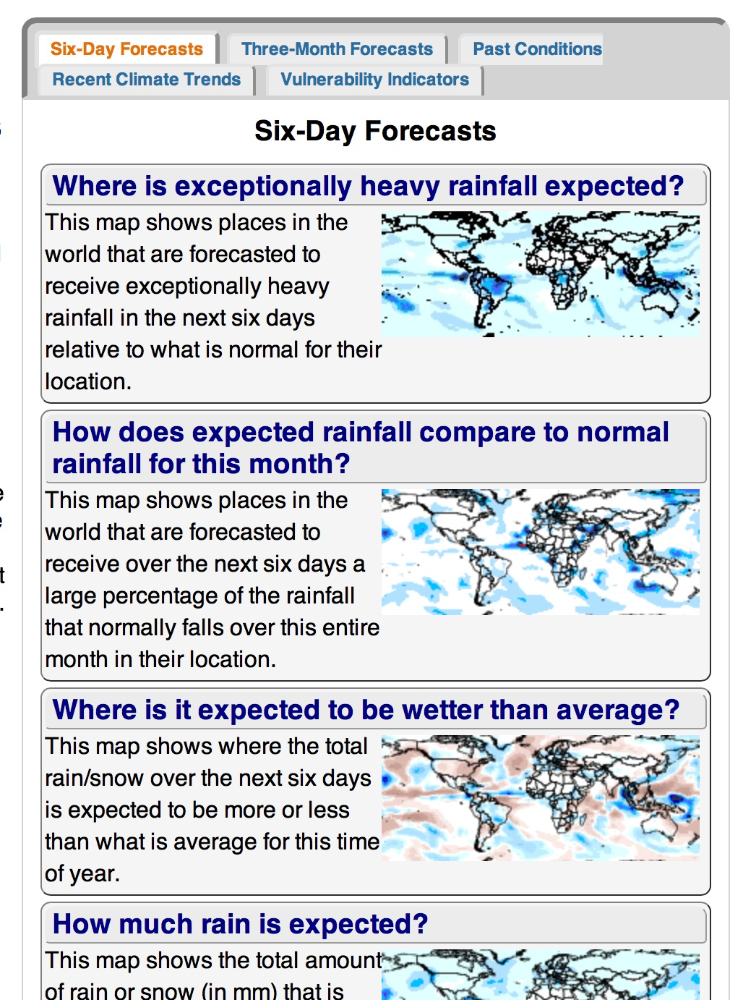 Six-Day Forecasts
Three-Month Forecasts
Past Conditions
Recent Climate Trends
Vulnerability Indicators
Six-Day Forecasts
Where is exceptionally heavy rainfall expected?
This map shows places in the
world that are forecasted to
receive exceptionally heavy
rainfall in the next six days
relative to what is normal for their
location.
How does expected rainfall compare to normal
rainfall for this month?
This map shows places in the
world that are forecasted to
receive over the next six days a
large percentage of the rainfall
that normally falls over this entire
month in their location.
Where is it expected to be wetter than average?
This map shows where the total
rain/snow over the next six days
is expected to be more or less
than what is average for this time
of year.
How much rain is expected?
This map shows the total amount
of rain or snow (in mm) that is